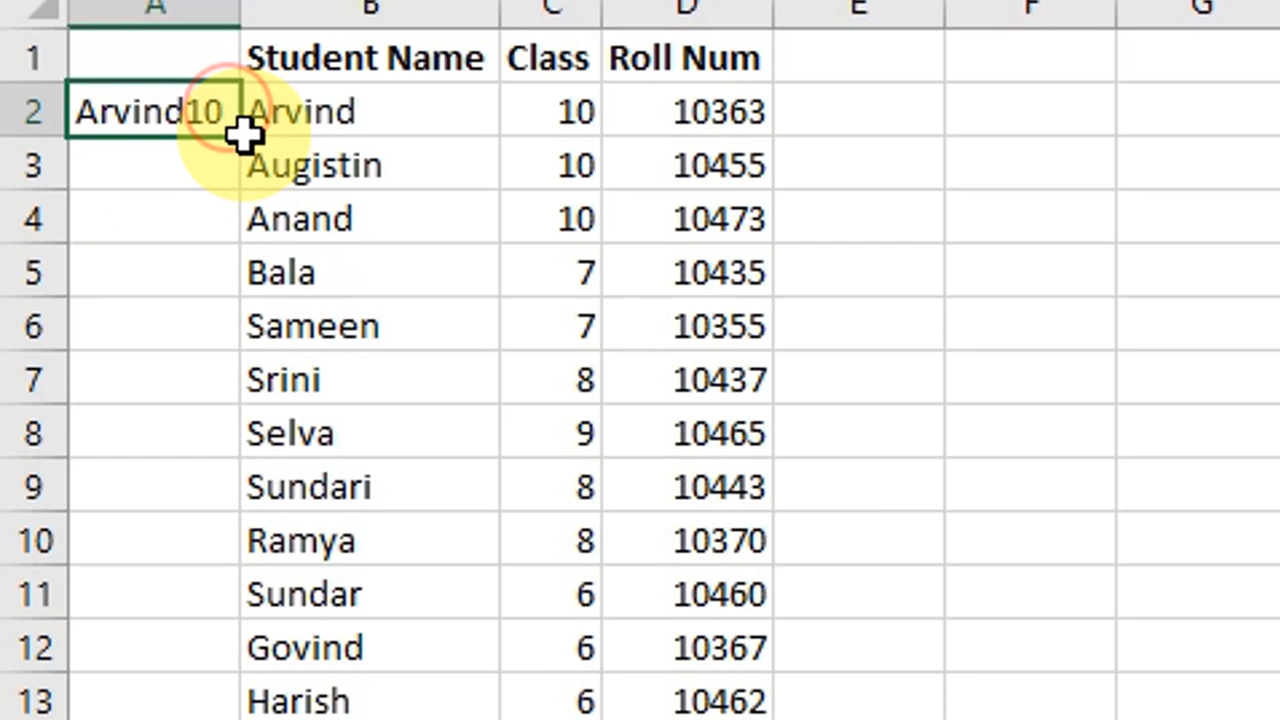 A B C D E F G
1 Student Name Class Roll Num
2 Arvind10 Arvind 10 10363
3 Augistin 10 10455
4 Anand 10 10473
5 Bala 7 10435
6 Sameen 7 10355
7 Srini 8 10437
8 Selva 9 10465
9 Sundari 8 10443
10 Ramya 8 10370
11 Sundar 6 10460
12 Govind 6 10367
13 Harish 6 10462